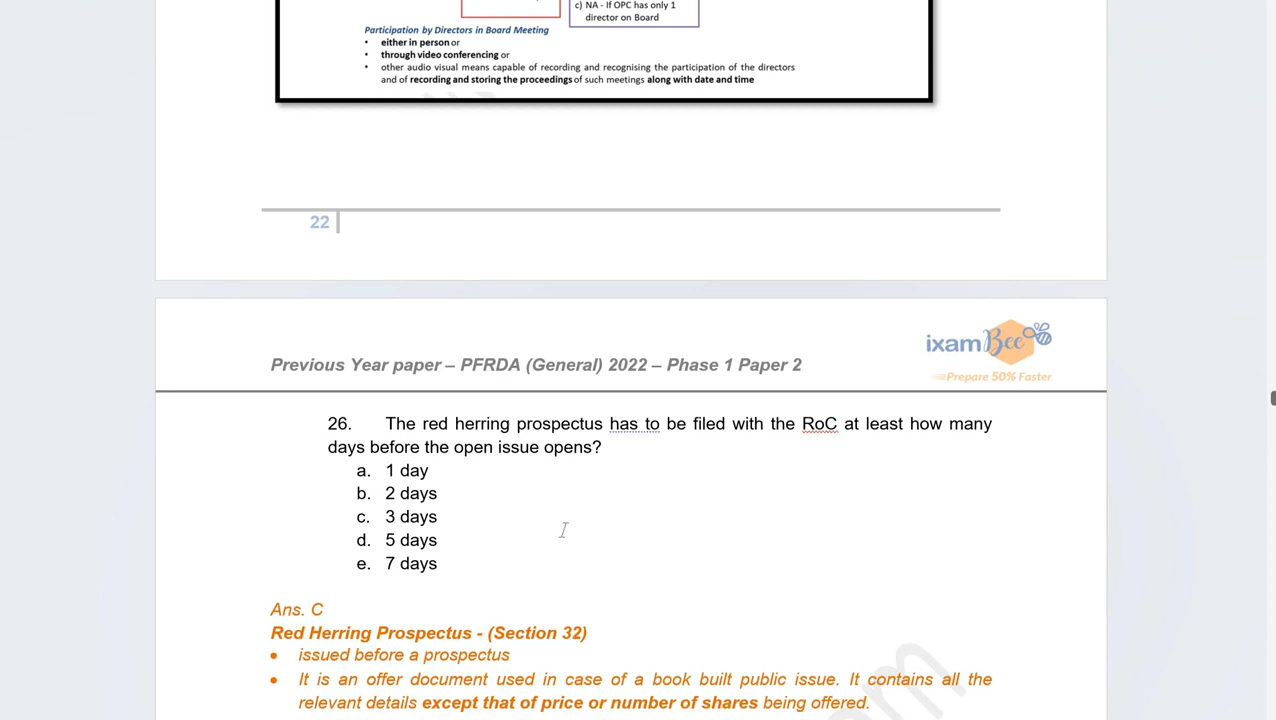 c) NA - If OPC has only 1
director on Board
Participation by Directors in Board Meeting
• either in person or
• through video conferencing or
• other audio visual means capable of recording and recognising the participation of the directors
and of recording and storing the proceedings of such meetings along with date and time
22
Previous Year paper – PFRDA (General) 2022 – Phase 1 Paper 2
ixamBee
Prepare 50% Faster
26. The red herring prospectus has to be filed with the RoC at least how many
days before the open issue opens?
a. 1 day
b. 2 days
c. 3 days
d. 5 days
e. 7 days
Ans. C
Red Herring Prospectus - (Section 32)
• issued before a prospectus
• It is an offer document used in case of a book built public issue. It contains all the
relevant details except that of price or number of shares being offered.